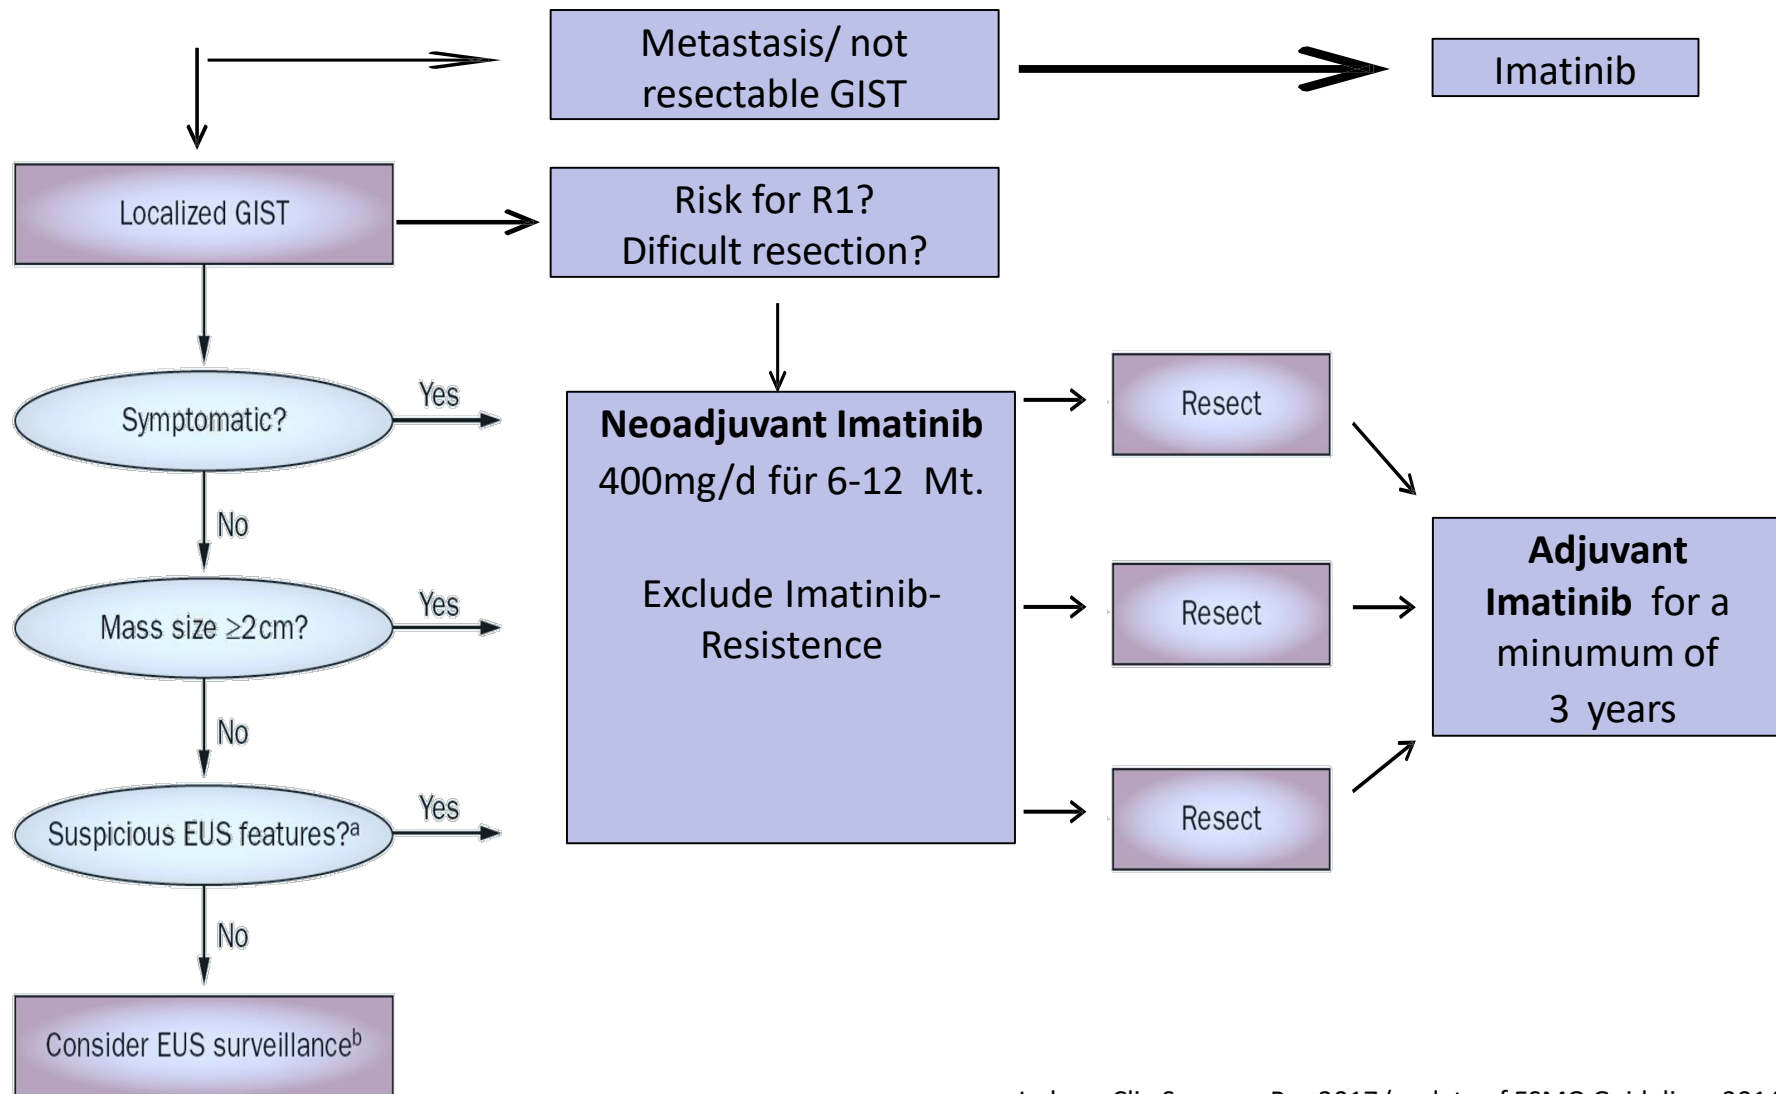 Metastasis/ not
resectable GIST
Imatinib
Localized GIST
Risk for R1?
Dificult resection?
Symptomatic?
Yes
No
Neoadjuvant Imatinib
400mg/d für 6-12 Mt.
Exclude Imatinib-
Resistence
Resect
Mass size ≥2cm?
Yes
No
Resect
Adjuvant
Imatinib for a
minumum of
3 years
Suspicious EUS features?a
Yes
No
Resect
Consider EUS surveillanceb